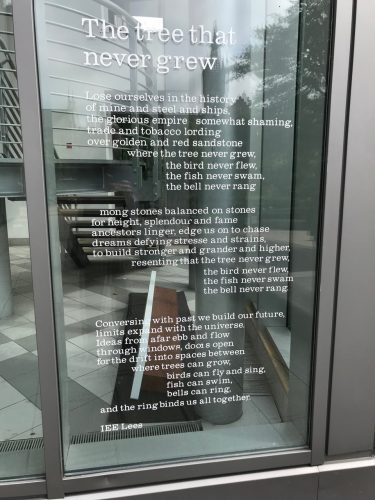 The tree that
never grew
Lose ourselves in the history
of mine and steel and ships,
the glorious empire somewhat shaming,
trade and tobacco lording
over golden and red sandstone
where the tree never grew,
the bird never flew,
the fish never swam,
the bell never rang
mong stones balanced on stones
for height, splendour and fame
ancestors linger, edge us on to chase
dreams defying stresse and strains,
to build stronger and grander and higher,
resenting that the tree never grew,
the bird never flew,
the fish never swam
the bell never rang.
Conversing with past we build our future,
limits expand with the universe.
Ideas from afar ebb and flow
through windows, doors open
for the drift into spaces between
where trees can grow,
birds can fly and sing,
fish can swim,
bells can ring,
and the ring binds us all together.
IEE Lees